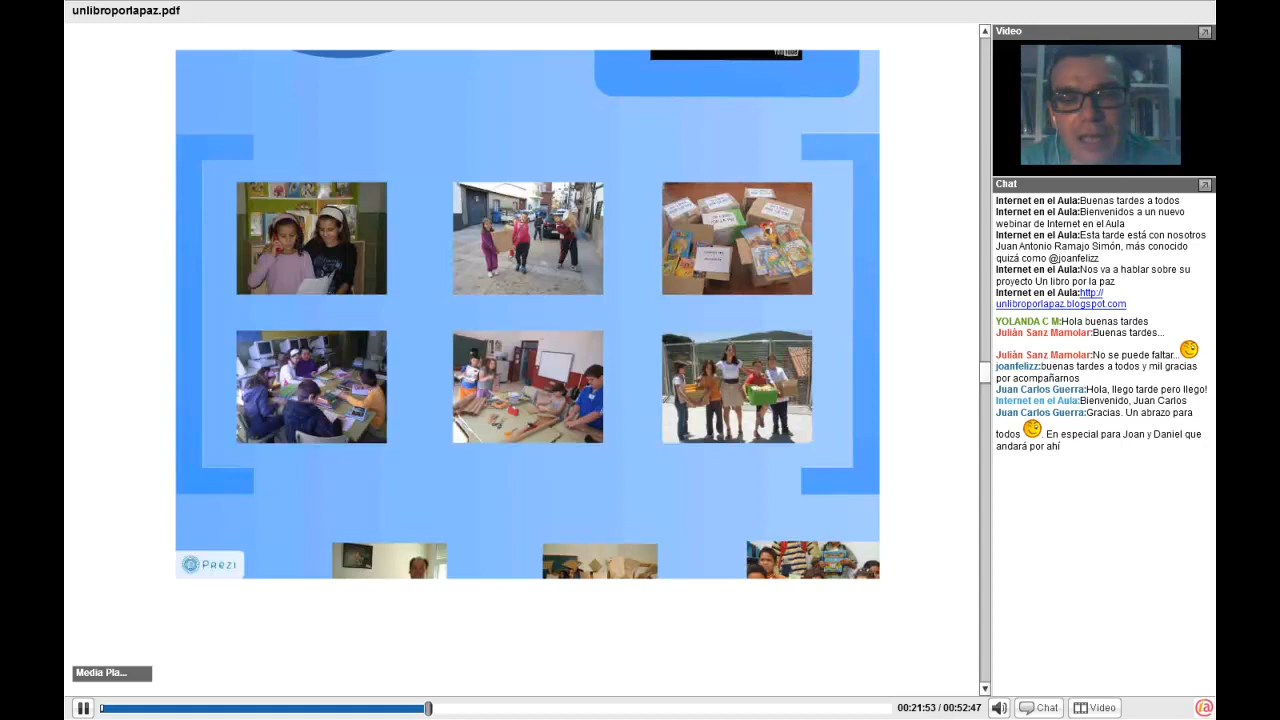 unlibroporlapaz.pdf
Video
Chat
Internet en el Aula:Buenas tardes a todos
Internet en el Aula:Bienvenidos a un nuevo
webinar de Internet en el Aula
Internet en el Aula:Esta tarde está con nosotros
Juan Antonio Ramajo Simón, más conocido
quizá como @joanfelizz
Internet en el Aula:Nos va a hablar sobre su
proyecto Un libro por la paz
Internet en el Aula:http://
unlibroporlapaz.blogspot.com
YOLANDA C M:Hola buenas tardes
Julián Sanz Mamolar:Buenas tardes...
Julián Sanz Mamolar:No se puede faltar...
joanfelizz:buenas tardes a todos y mil gracias
por acompañarnos
Juan Carlos Guerra:Hola, llego tarde pero llego!
Internet en el Aula:Bienvenido, Juan Carlos
Juan Carlos Guerra:Gracias. Un abrazo para
todos . En especial para Joan y Daniel que
andará por ahí
Prezi
Media Pla...
00:21:53 / 00:52:47
Chat
Video